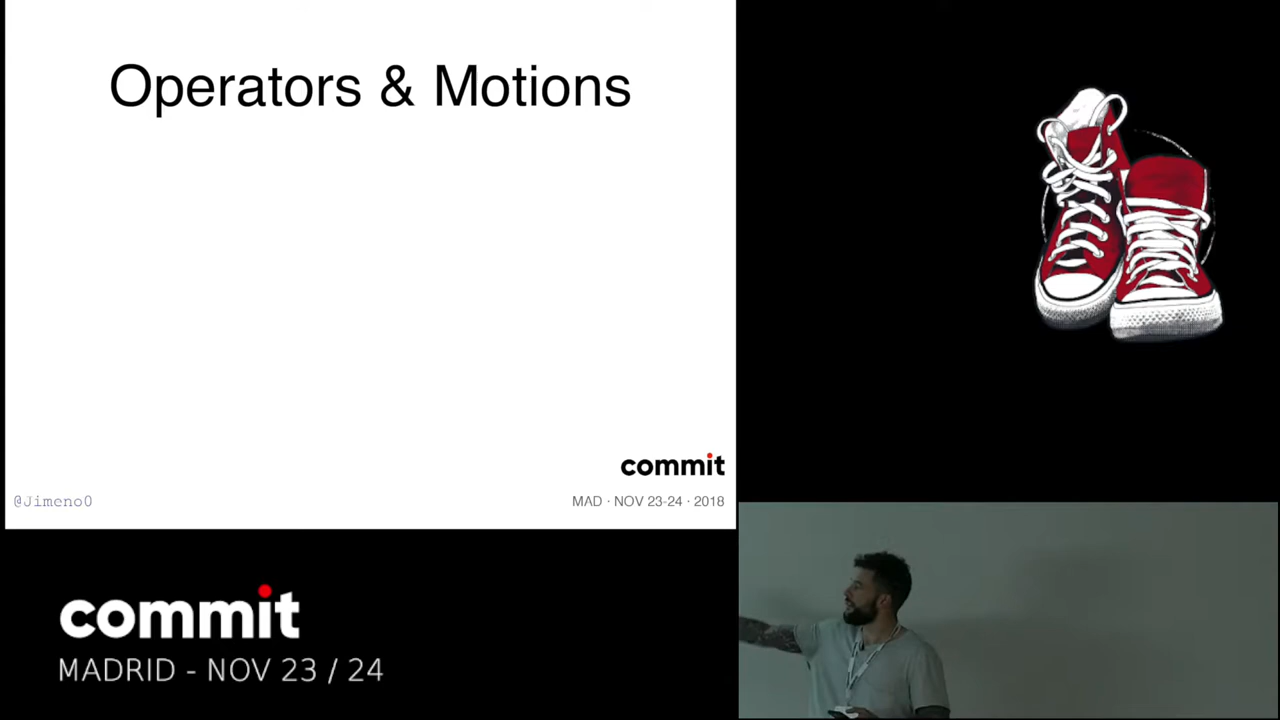 Operators & Motions
commit
@Jimeno0
MAD · NOV 23-24 · 2018
commit
MADRID - NOV 23 / 24